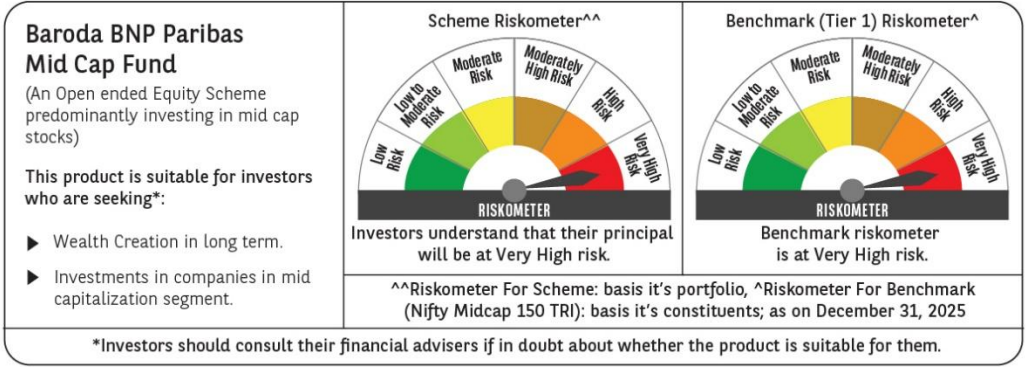 Baroda BNP Paribas
Mid Cap Fund
(An Open ended Equity Scheme
predominantly investing in mid cap
stocks)
This product is suitable for investors
who are seeking*:
Wealth Creation in long term.
Investments in companies in mid
capitalization segment.
Scheme Riskometer^^
Low
Risk
Low to
Moderate
Risk
Moderate
Risk
Moderately
High Risk
High
Risk
Very High
Risk
RISKOMETER
Investors understand that their principal
will be at Very High risk.
Benchmark (Tier 1) Riskometer^
Low
Risk
Low to
Moderate
Risk
Moderate
Risk
Moderately
High Risk
High
Risk
Very High
Risk
RISKOMETER
Benchmark riskometer
is at Very High risk.
^^Riskometer For Scheme: basis it's portfolio, ^Riskometer For Benchmark
(Nifty Midcap 150 TRI): basis it's constituents; as on December 31, 2025
*Investors should consult their financial advisers if in doubt about whether the product is suitable for them.